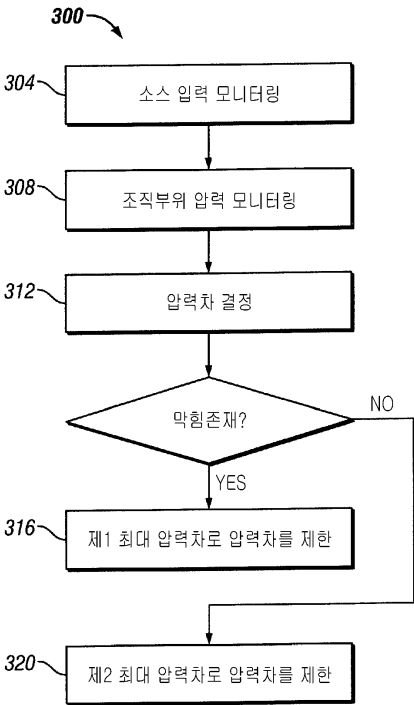 300
304
소스 입력 모니터링
308
조직부위 압력 모니터링
312
압력차 결정
막힘존재?
NO
YES
316
제1 최대 압력차로 압력차를 제한
320
제2 최대 압력차로 압력차를 제한